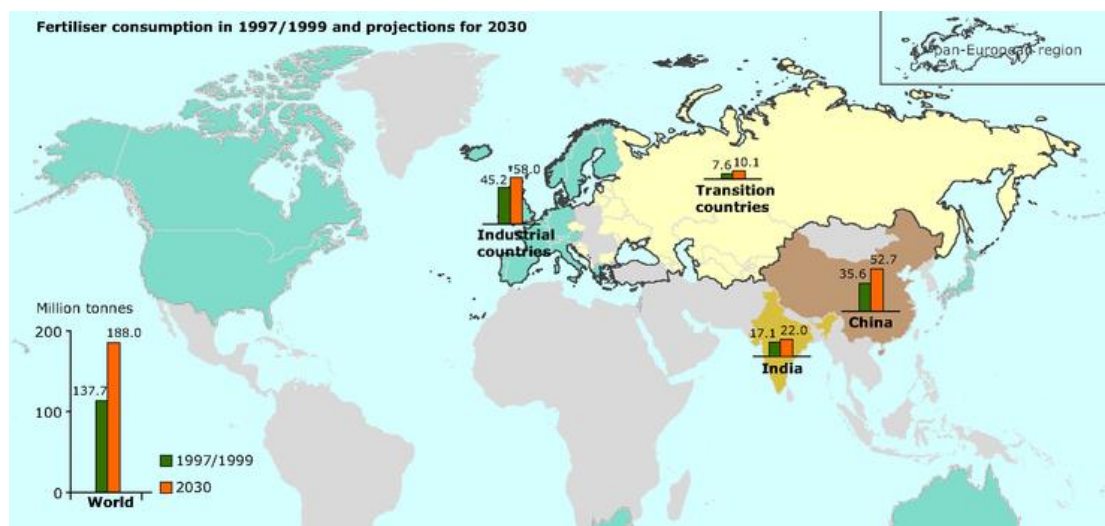 Fertiliser consumption in 1997/1999 and projections for 2030
pan-European region
45.2
58.0
Industrial
countries
7.6
10.1
Transition
countries
35.6
52.7
China
17.1
22.0
India
Million tonnes
200
188.0
137.7
100
0
World
1997/1999
2030